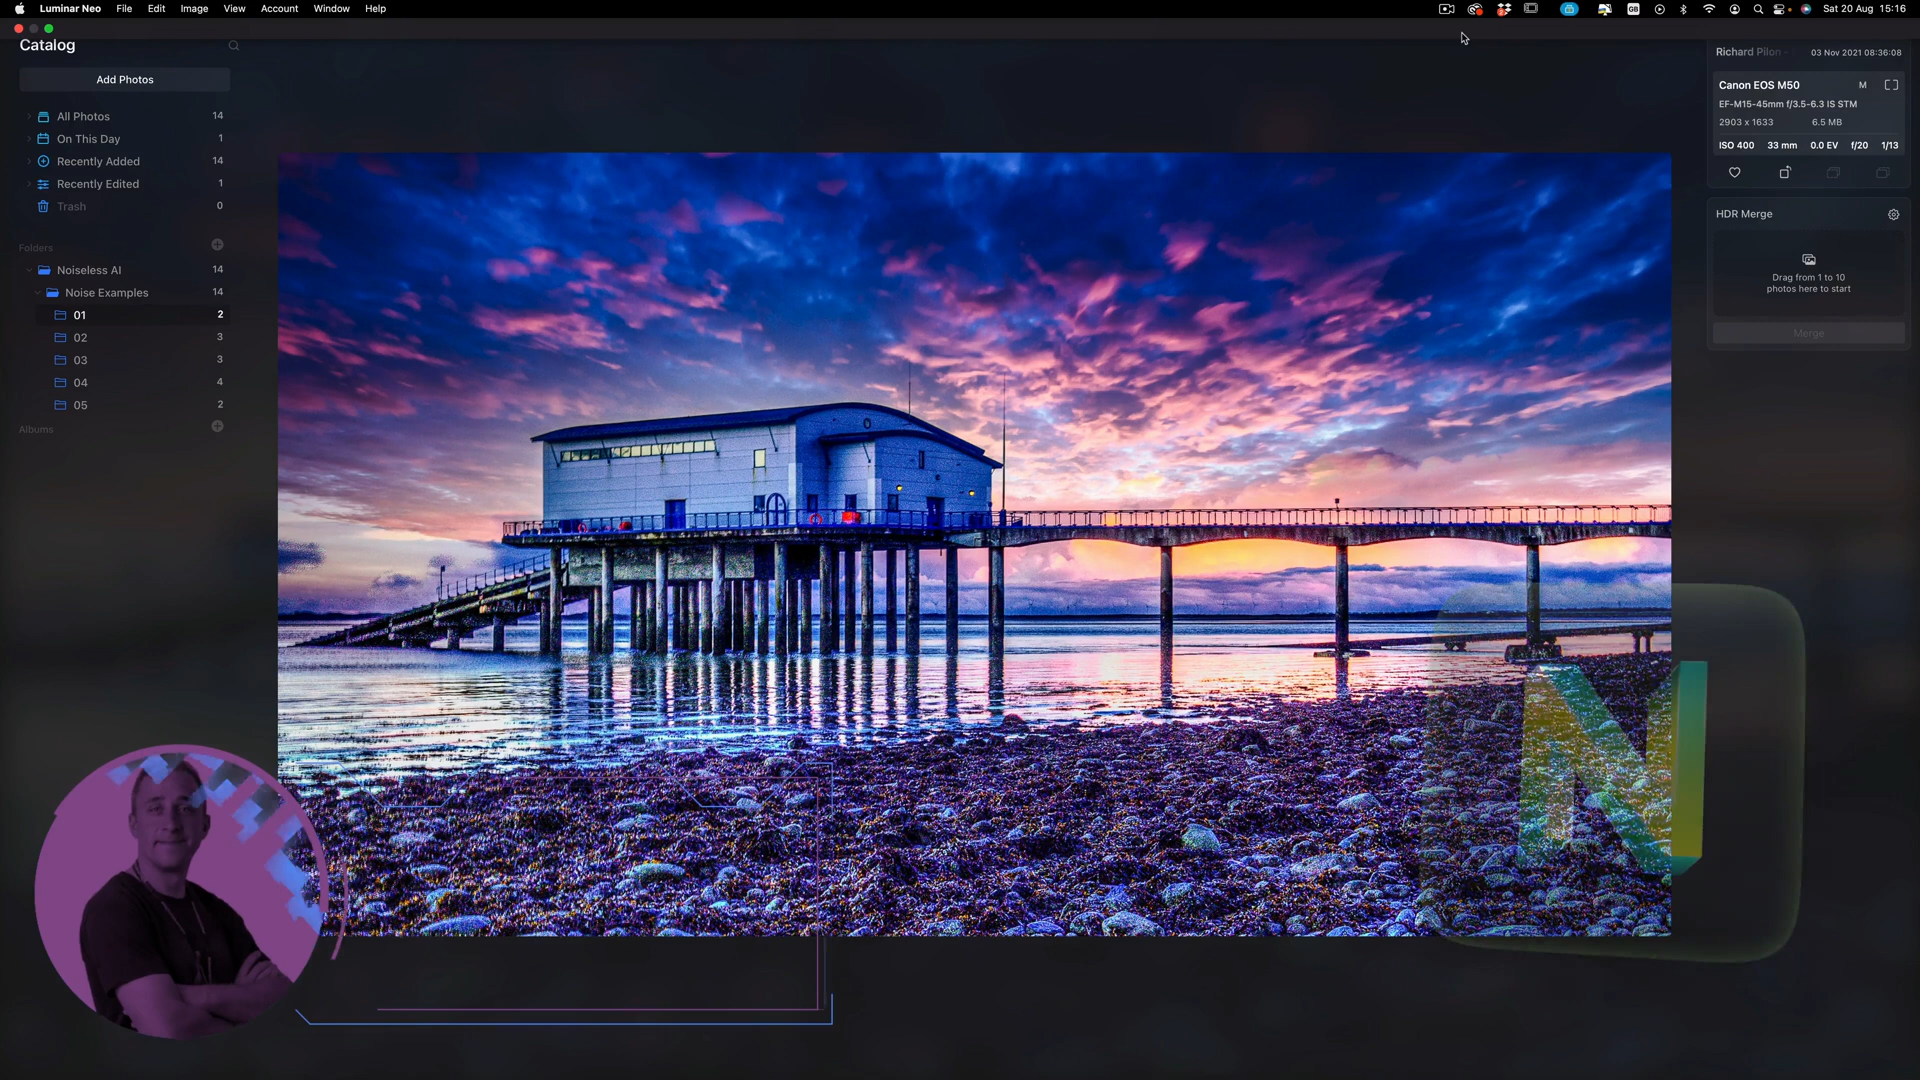 Luminar Neo File Edit Image View Account Window Help
GB
Sat 20 Aug 15:16
Catalog
Add Photos
All Photos 14
On This Day 1
Recently Added 14
Recently Edited 1
Trash 0
Folders
Noiseless AI 14
Noise Examples 14
01 2
02 3
03 3
04 4
05 2
Albums
Richard Pilon - 03 Nov 2021 08:36:08
Canon EOS M50 M
EF-M15-45mm f/3.5-6.3 IS STM
2903 x 1633 6.5 MB
ISO 400 33 mm 0.0 EV f/20 1/13
HDR Merge
Drag from 1 to 10
photos here to start
Merge
N